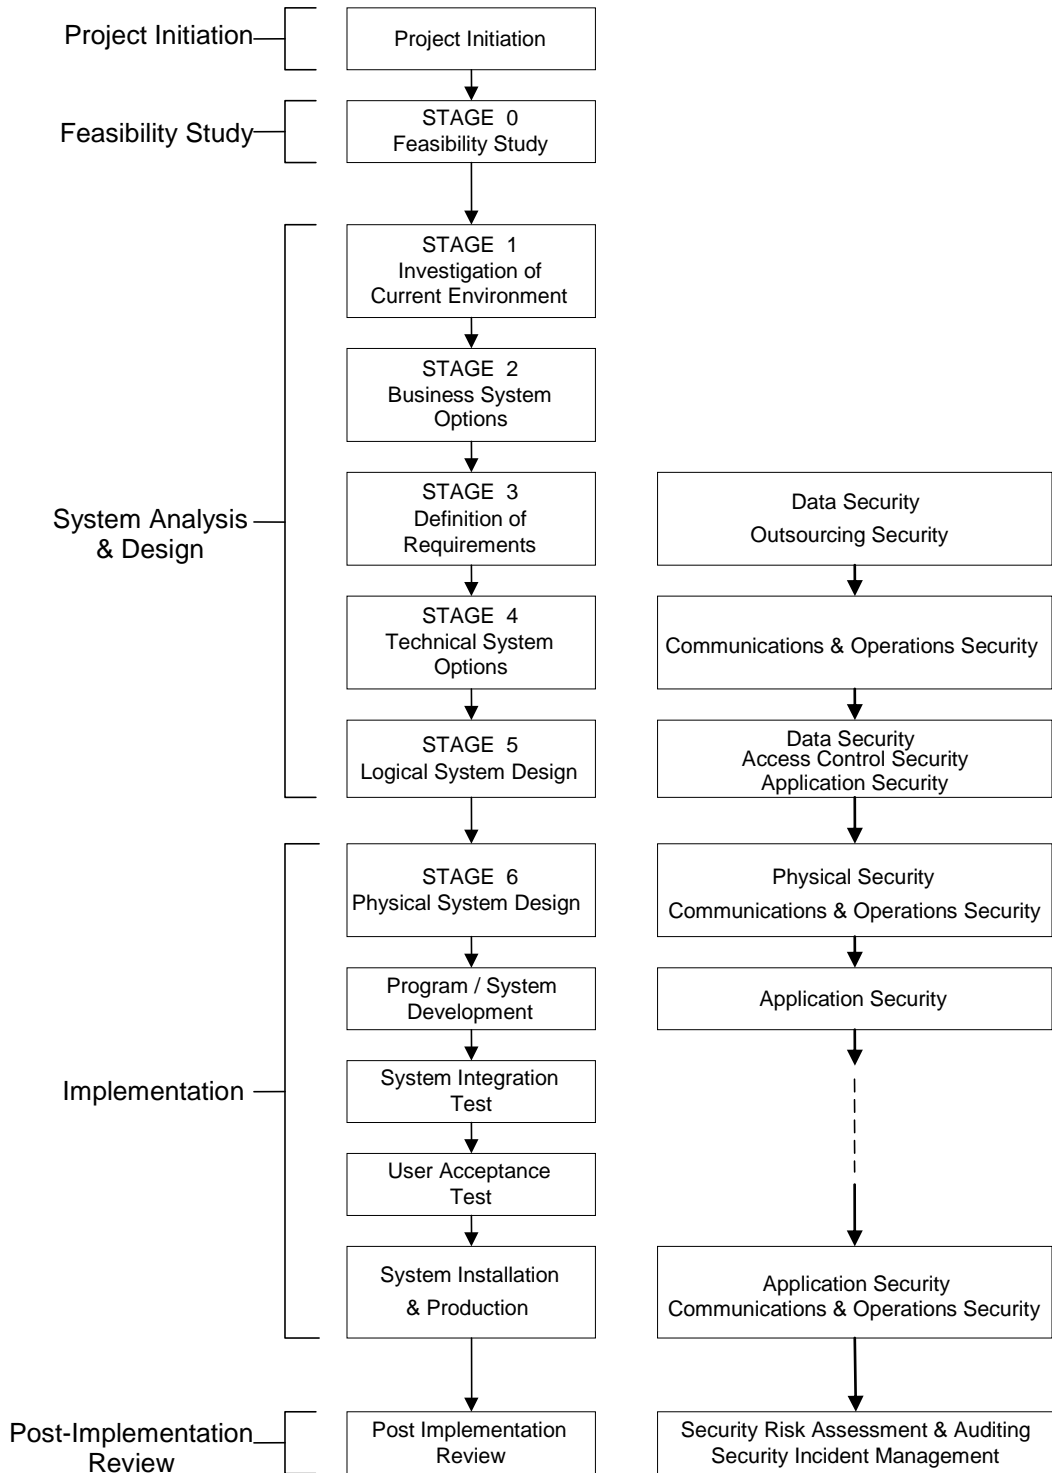 Project Initiation
Project Initiation
Feasibility Study
STAGE 0
Feasibility Study
System Analysis
& Design
STAGE 1
Investigation of
Current Environment
STAGE 2
Business System
Options
STAGE 3
Definition of
Requirements
Data Security
Outsourcing Security
STAGE 4
Technical System
Options
Communications & Operations Security
STAGE 5
Logical System Design
Data Security
Access Control Security
Application Security
Implementation
STAGE 6
Physical System Design
Physical Security
Communications & Operations Security
Program / System
Development
Application Security
System Integration
Test
User Acceptance
Test
System Installation
& Production
Application Security
Communications & Operations Security
Post-Implementation
Review
Post Implementation
Review
Security Risk Assessment & Auditing
Security Incident Management